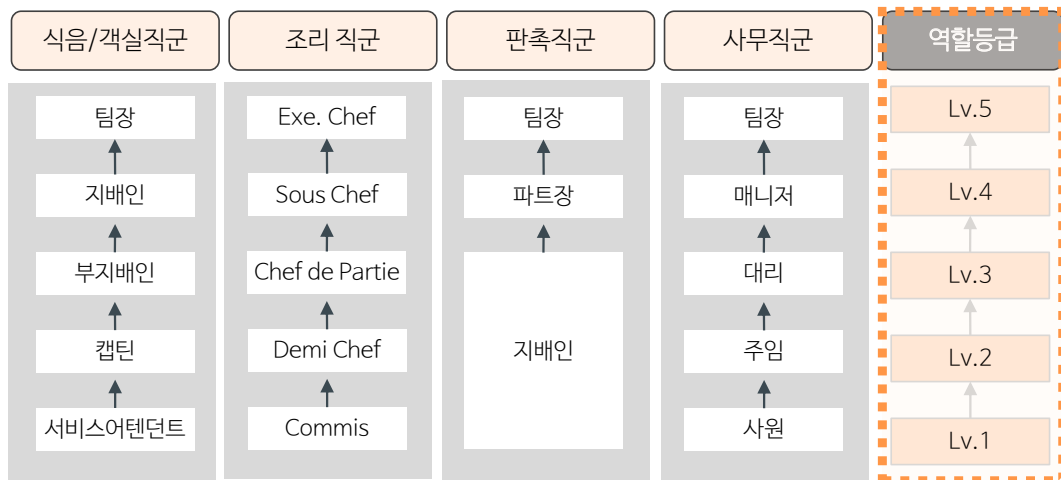 식음/객실직군
조리 직군
판촉직군
사무직군
역할등급
팀장
Exe. Chef
팀장
팀장
Lv.5
지배인
Sous Chef
파트장
매니저
Lv.4
부지배인
Chef de Partie
대리
Lv.3
캡틴
Demi Chef
지배인
주임
Lv.2
서비스어텐던트
Commis
사원
Lv.1